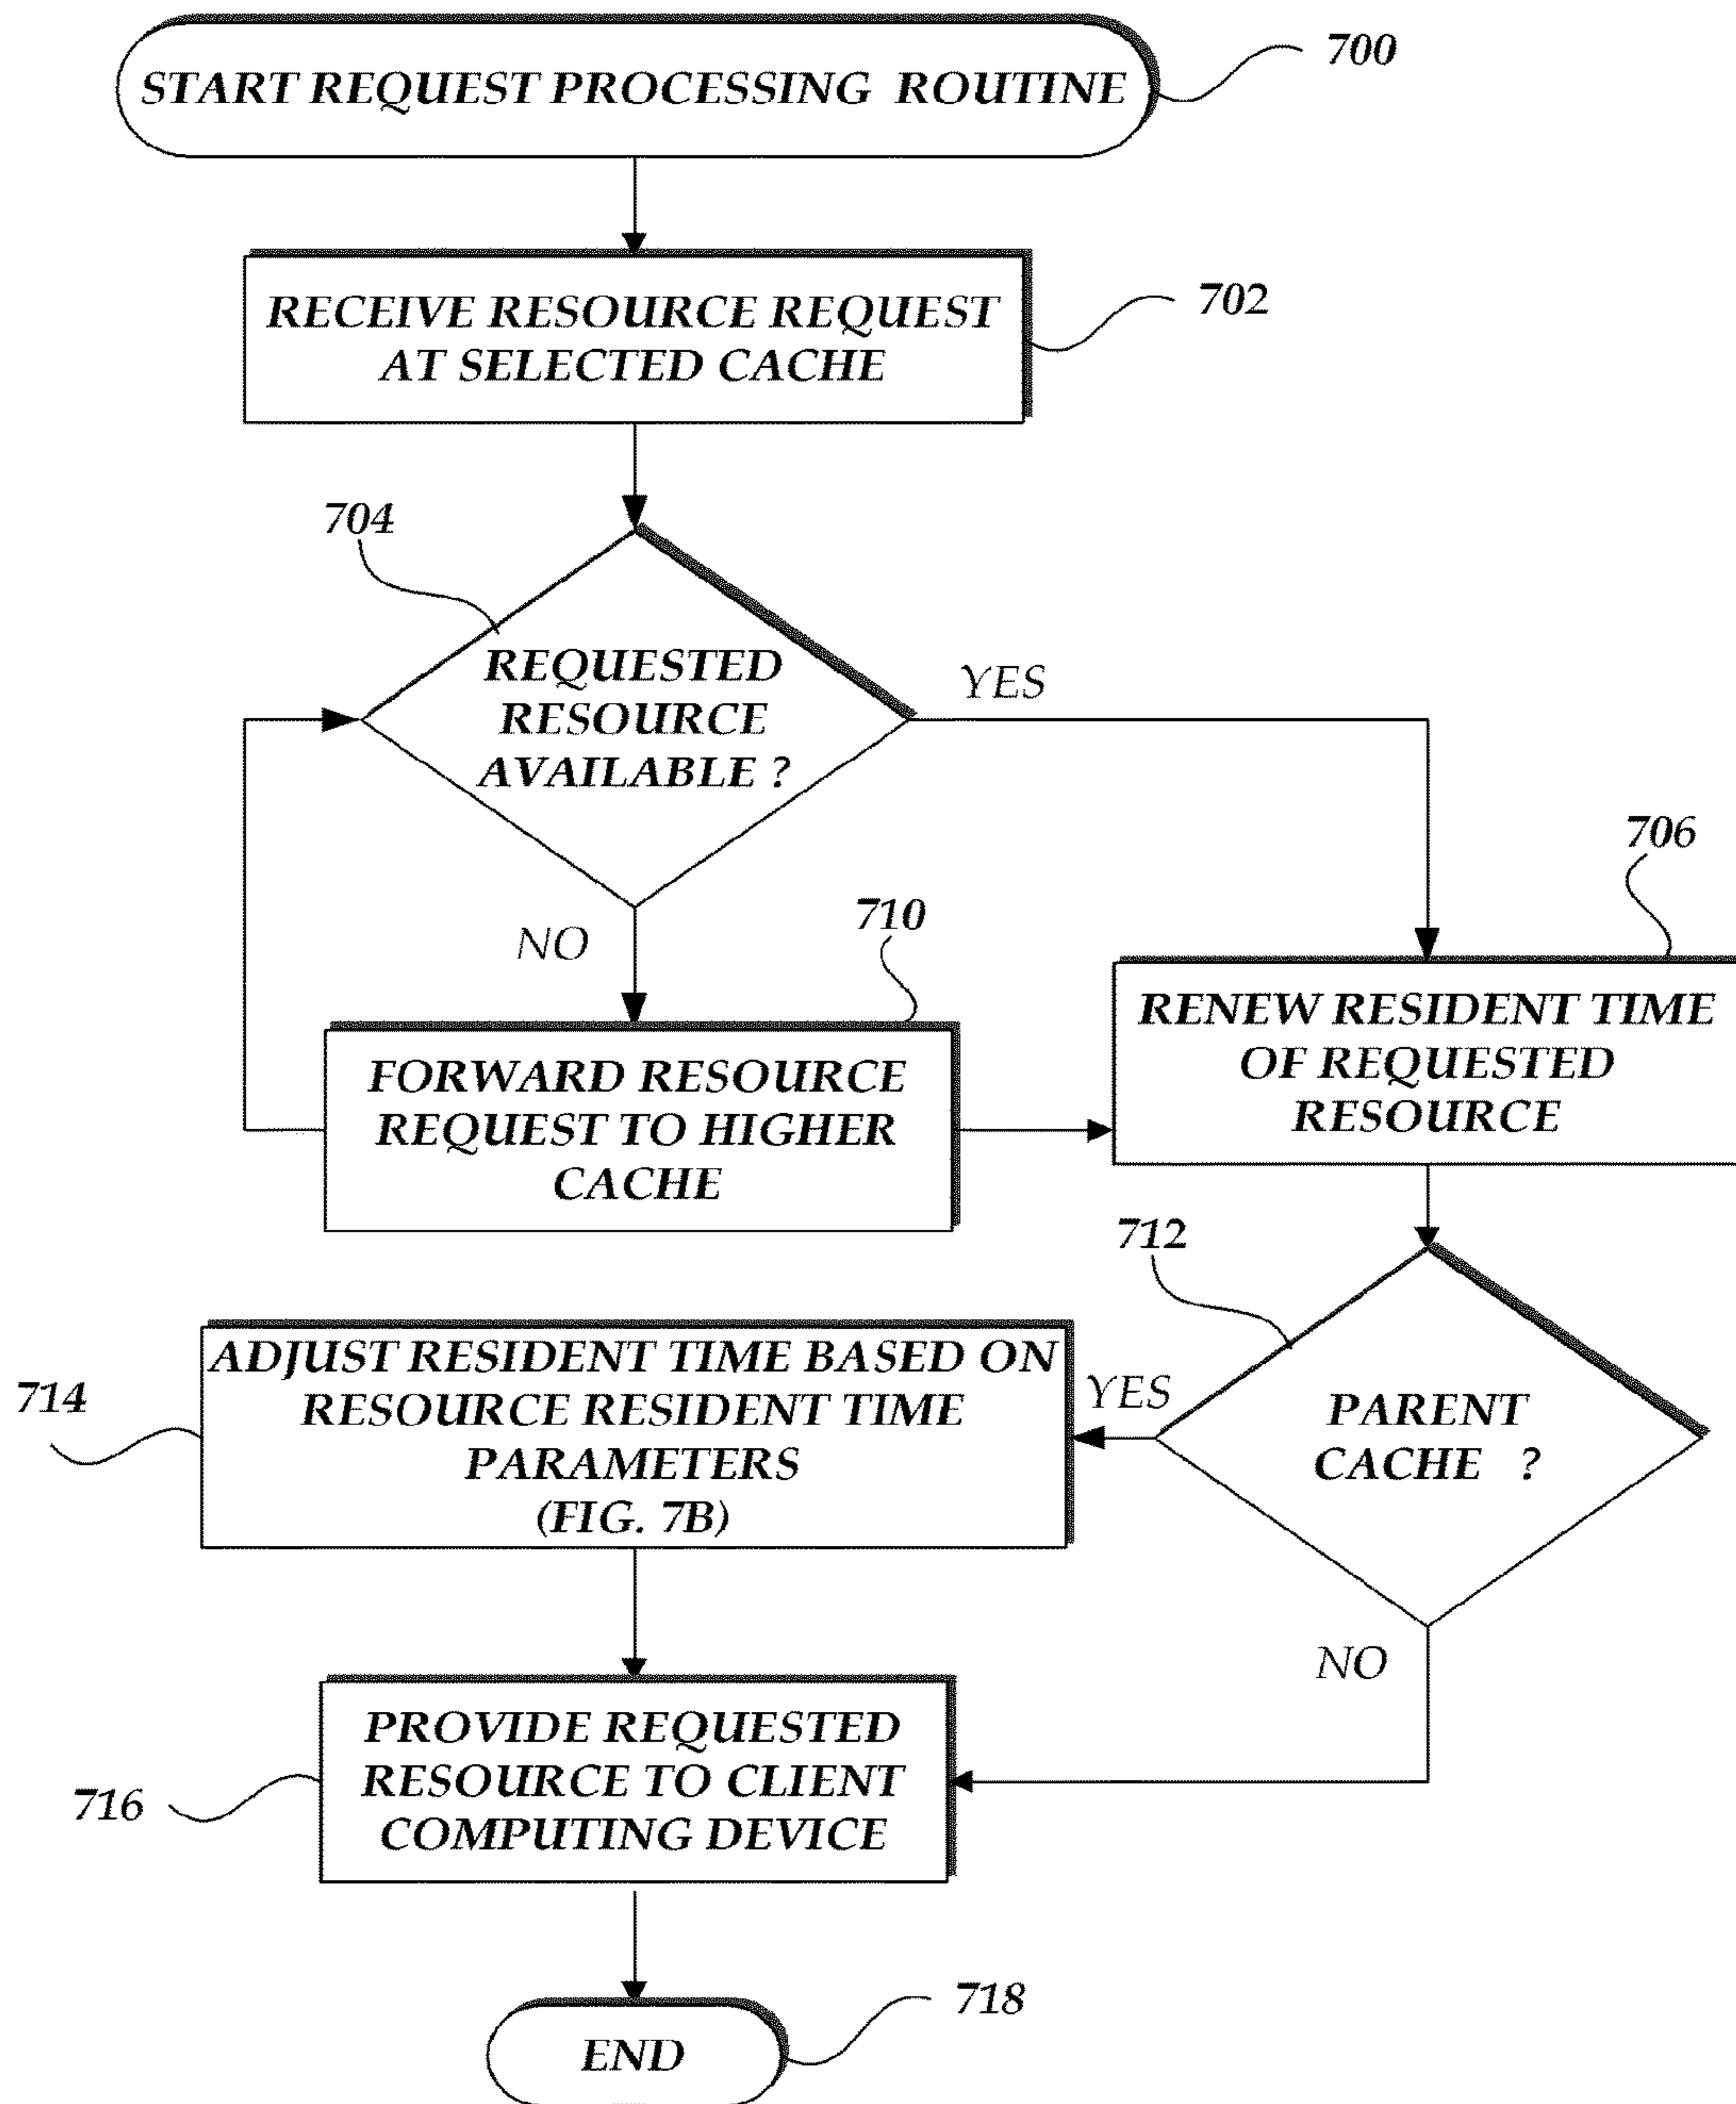 START REQUEST PROCESSING ROUTINE
700
RECEIVE RESOURCE REQUEST
AT SELECTED CACHE
702
704
REQUESTED
RESOURCE
AVAILABLE ?
YES
NO
706
710
RENEW RESIDENT TIME
OF REQUESTED
RESOURCE
FORWARD RESOURCE
REQUEST TO HIGHER
CACHE
712
PARENT
CACHE ?
YES
NO
714
ADJUST RESIDENT TIME BASED ON
RESOURCE RESIDENT TIME
PARAMETERS
(FIG. 7B)
PROVIDE REQUESTED
RESOURCE TO CLIENT
COMPUTING DEVICE
716
END
718